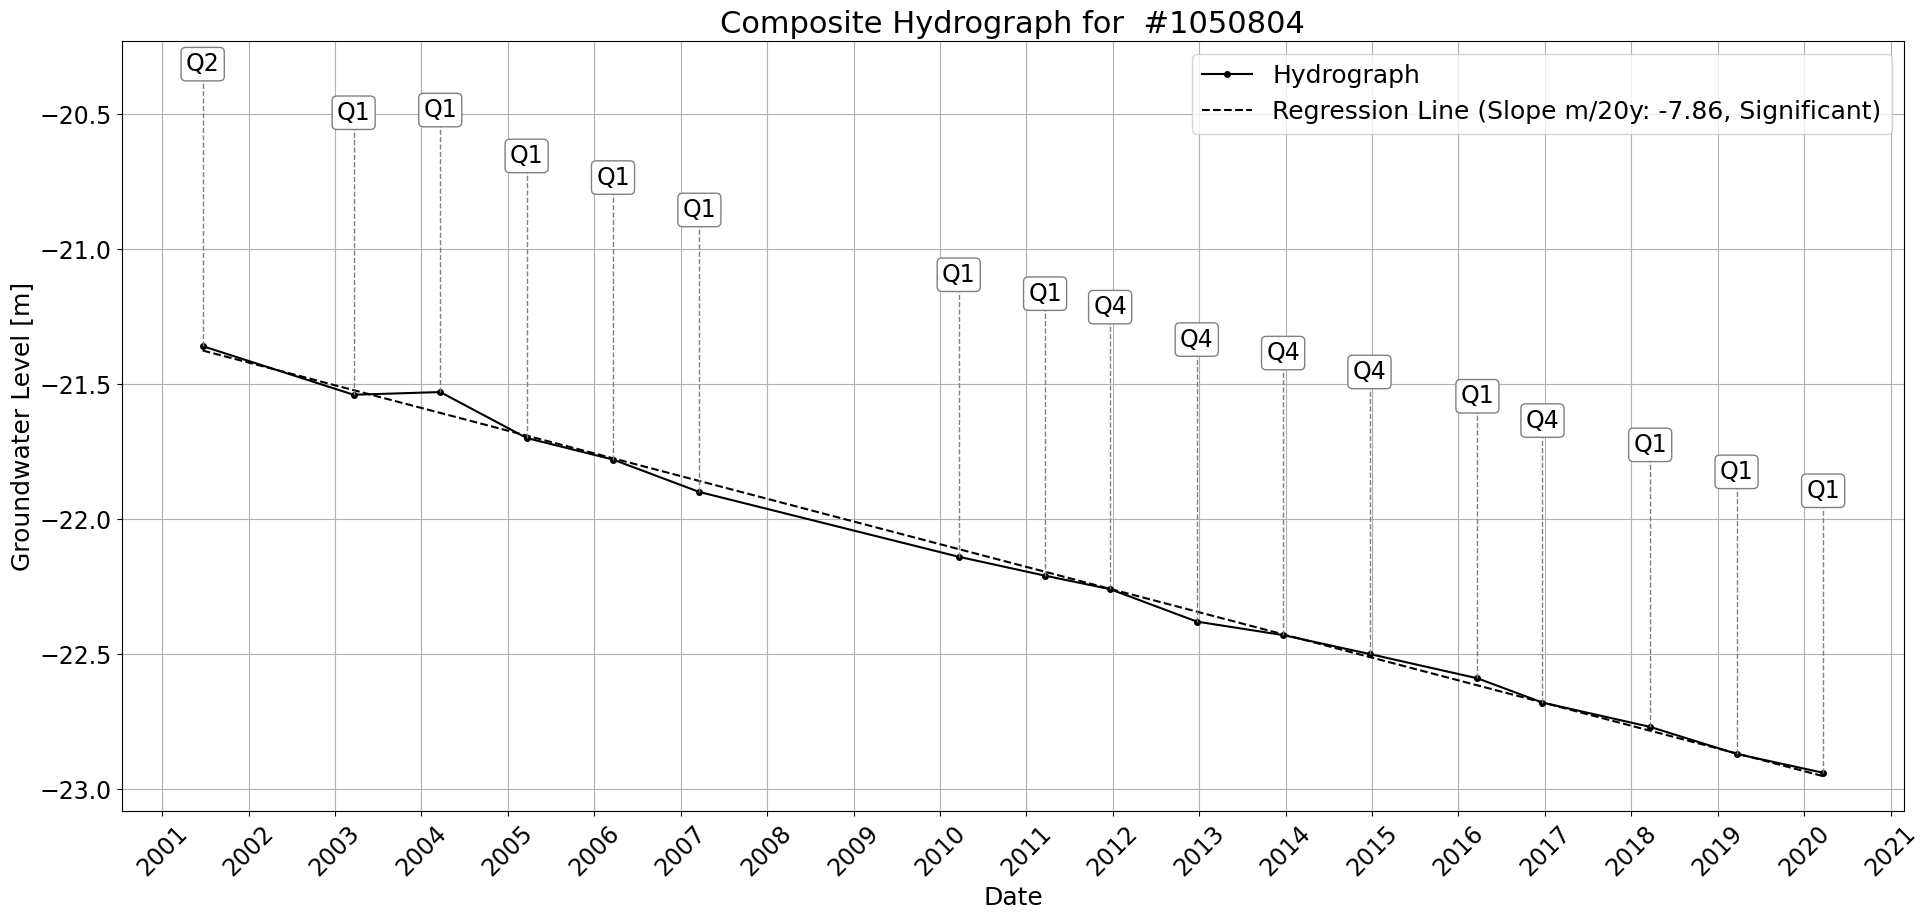 Composite Hydrograph for  #1050804
Hydrograph
Regression Line (Slope m/20y: -7.86, Significant)
Q2
Q1
Q1
Q1
Q1
Q1
Q1
Q1
Q4
Q4
Q4
Q4
Q1
Q4
Q1
Q1
Q1
Groundwater Level [m]
−20.5
−21.0
−21.5
−22.0
−22.5
−23.0
2001
2002
2003
2004
2005
2006
2007
2008
2009
2010
2011
2012
2013
2014
2015
2016
2017
2018
2019
2020
2021
Date